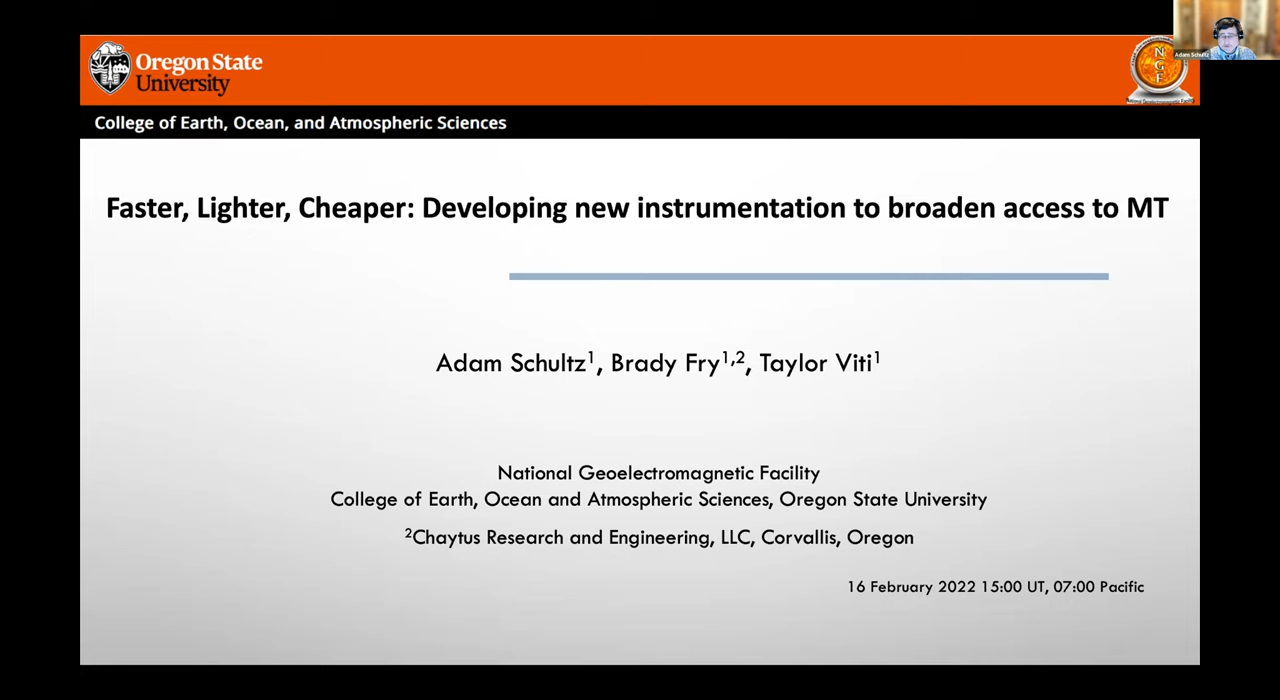 Oregon State
University
NGF
Adam Schultz
College of Earth, Ocean, and Atmospheric Sciences
Faster, Lighter, Cheaper: Developing new instrumentation to broaden access to MT
Adam Schultz¹, Brady Fry¹,², Taylor Viti¹
National Geoelectromagnetic Facility
College of Earth, Ocean and Atmospheric Sciences, Oregon State University
²Chaytus Research and Engineering, LLC, Corvallis, Oregon
16 February 2022 15:00 UT, 07:00 Pacific